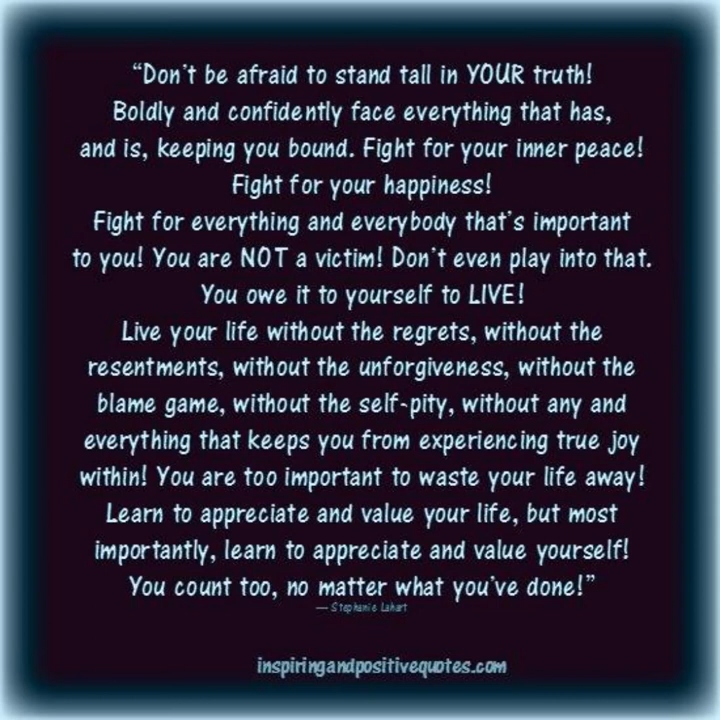 “Don't be afraid to stand tall in YOUR truth!
Boldly and confidently face everything that has,
and is, keeping you bound. Fight for your inner peace!
Fight for your happiness!
Fight for everything and everybody that's important
to you! You are NOT a victim! Don't even play into that.
You owe it to yourself to LIVE!
Live your life without the regrets, without the
resentments, without the unforgiveness, without the
blame game, without the self-pity, without any and
everything that keeps you from experiencing true joy
within! You are too important to waste your life away!
Learn to appreciate and value your life, but most
importantly, learn to appreciate and value yourself!
You count too, no matter what you've done!”
— Stephanie Lahart
inspiringandpositivequotes.com